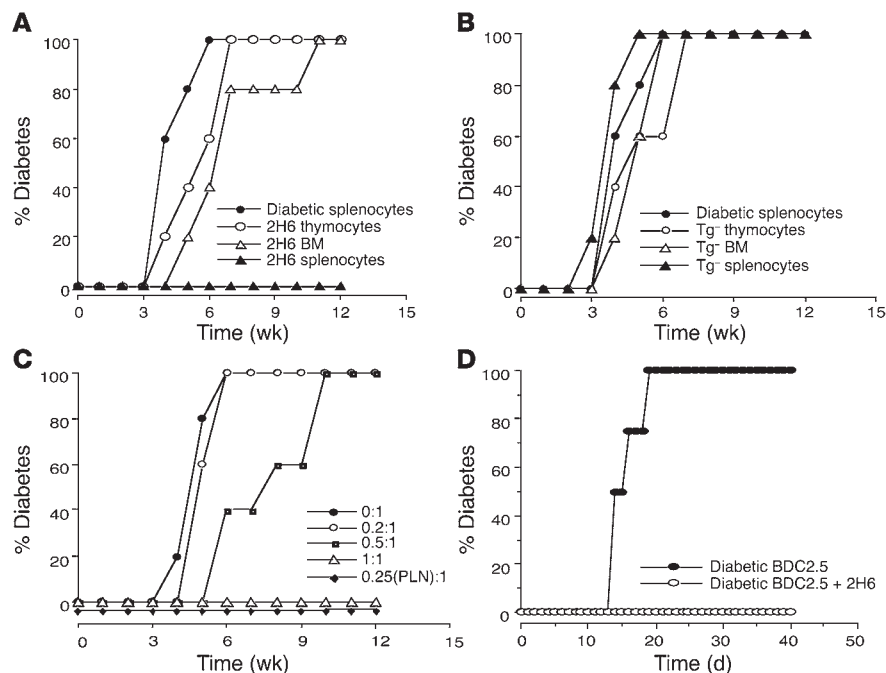 A
% Diabetes
100
80
60
40
20
0
Diabetic splenocytes
2H6 thymocytes
2H6 BM
2H6 splenocytes
0 3 6 9 12 15
Time (wk)
B
% Diabetes
100
80
60
40
20
0
Diabetic splenocytes
Tg⁻ thymocytes
Tg⁻ BM
Tg⁻ splenocytes
0 3 6 9 12 15
Time (wk)
C
% Diabetes
100
80
60
40
20
0
0:1
0.2:1
0.5:1
1:1
0.25(PLN):1
0 3 6 9 12 15
Time (wk)
D
% Diabetes
100
80
60
40
20
0
Diabetic BDC2.5
Diabetic BDC2.5 + 2H6
0 10 20 30 40 50
Time (d)